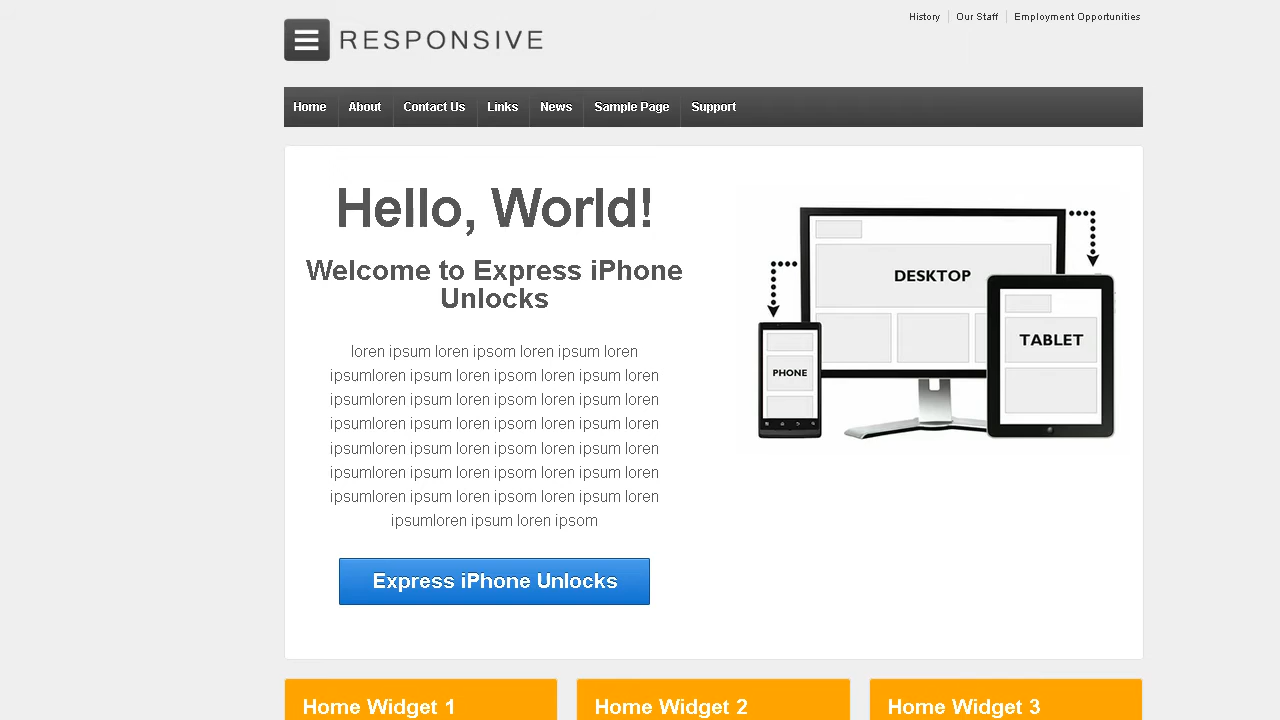 History Our Staff Employment Opportunities
RESPONSIVE
Home About Contact Us Links News Sample Page Support
Hello, World!
Welcome to Express iPhone
Unlocks
loren ipsum loren ipsom loren ipsum loren
ipsumloren ipsum loren ipsom loren ipsum loren
ipsumloren ipsum loren ipsom loren ipsum loren
ipsumloren ipsum loren ipsom loren ipsum loren
ipsumloren ipsum loren ipsom loren ipsum loren
ipsumloren ipsum loren ipsom loren ipsum loren
ipsumloren ipsum loren ipsom loren ipsum loren
ipsumloren ipsum loren ipsom
Express iPhone Unlocks
DESKTOP
TABLET
PHONE
Home Widget 1
Home Widget 2
Home Widget 3